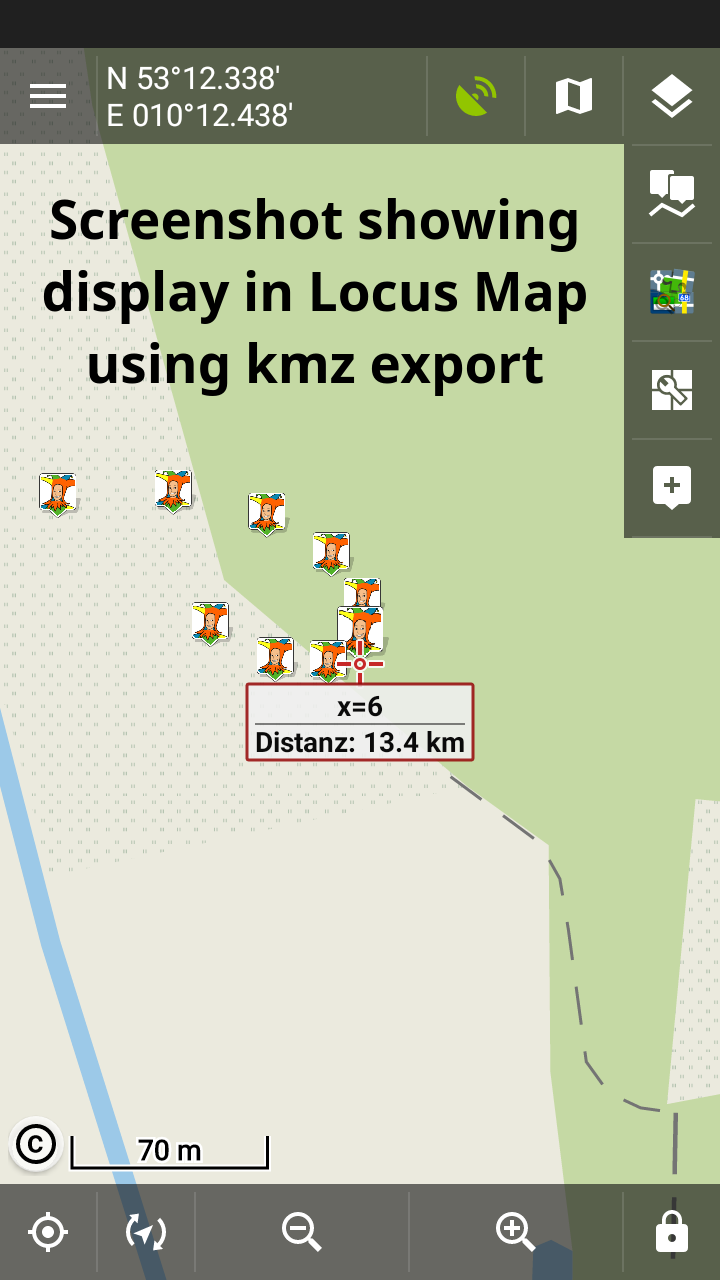 N 53°12.338'
E 010°12.438'
Screenshot showing
display in Locus Map
using kmz export
68
x=6
Distanz: 13.4 km
C
70 m